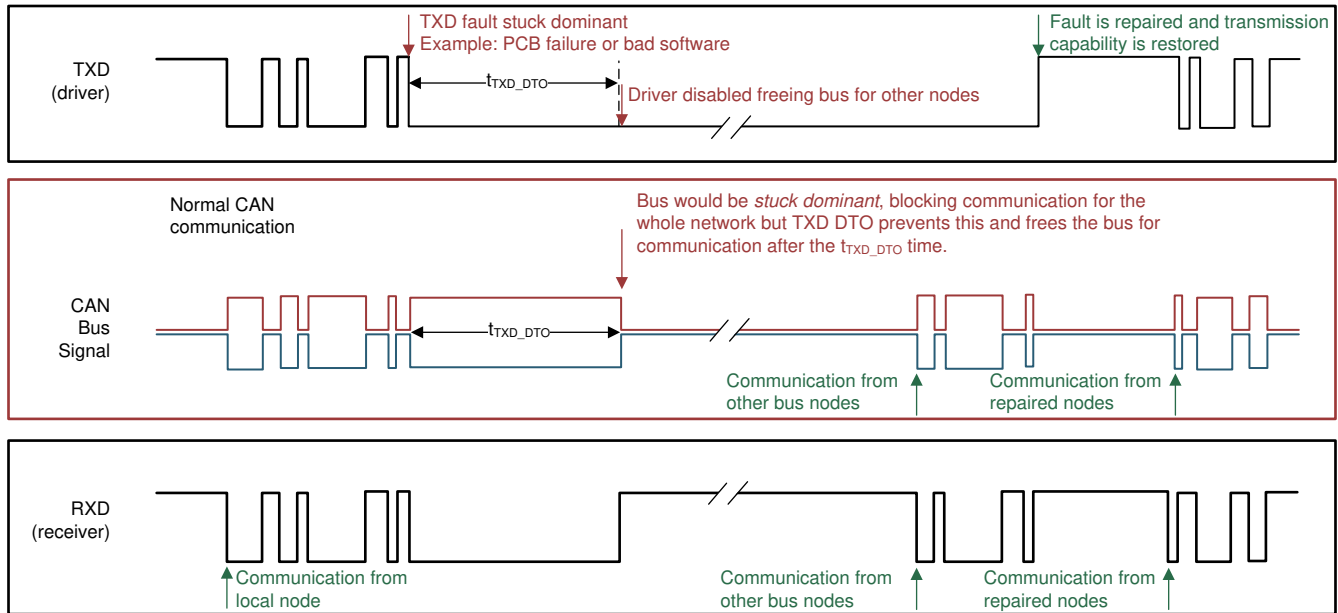 TXD fault stuck dominant
Example: PCB failure or bad software
Fault is repaired and transmission
capability is restored
TXD
(driver)
tTXD_DTO
Driver disabled freeing bus for other nodes
Normal CAN
communication
Bus would be stuck dominant, blocking communication for the
whole network but TXD DTO prevents this and frees the bus for
communication after the tTXD_DTO time.
CAN
Bus
Signal
tTXD_DTO
Communication from
other bus nodes
Communication from
repaired nodes
RXD
(receiver)
Communication from
local node
Communication from
other bus nodes
Communication from
repaired nodes